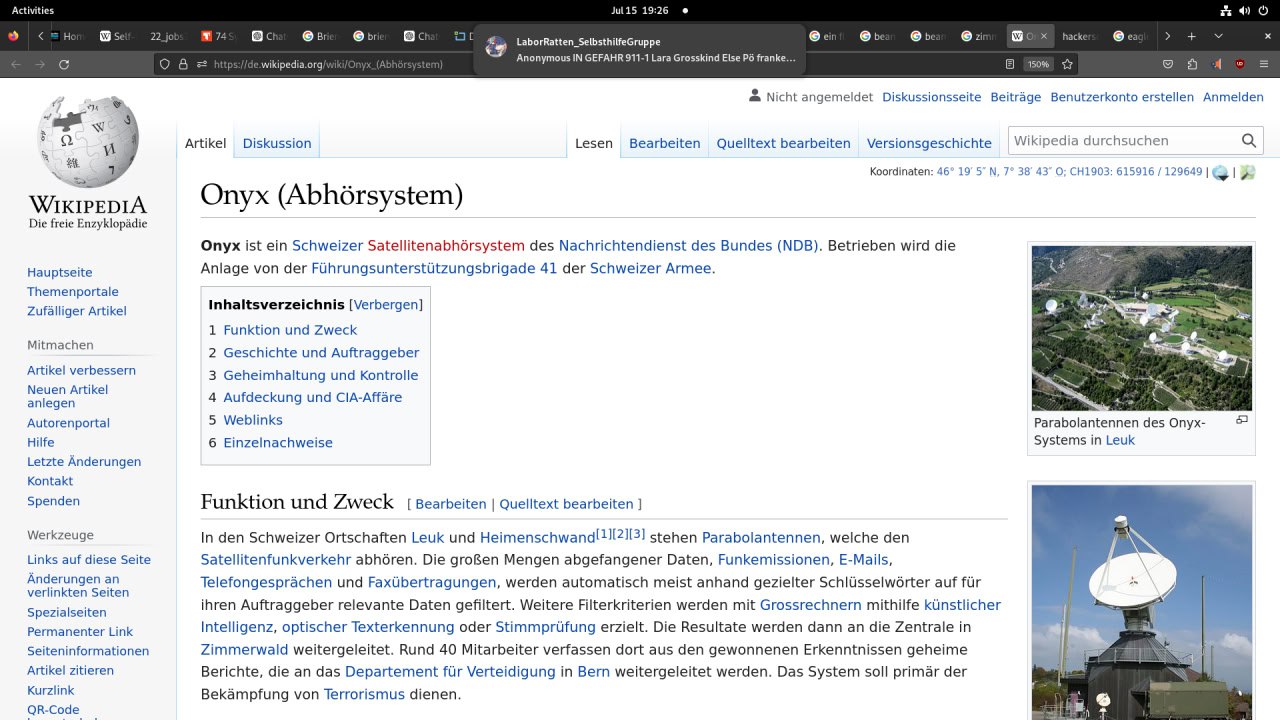 Activities
Jul 15 19:26
Hom
Self-
22_jobs
74 Sv
Chat
Brie
brien
Chat
ein fl
bean
bean
zimm
On
hackers
eagl
LaborRatten_SelbsthilfeGruppe
Anonymous IN GEFAHR 911-1 Lara Grosskind Else Pö franke…
https://de.wikipedia.org/wiki/Onyx_(Abhörsystem)
150%
Nicht angemeldet Diskussionsseite Beiträge Benutzerkonto erstellen Anmelden
Artikel Diskussion Lesen Bearbeiten Quelltext bearbeiten Versionsgeschichte
Wikipedia durchsuchen
WIKIPEDIA
Die freie Enzyklopädie
Hauptseite
Themenportale
Zufälliger Artikel
Mitmachen
Artikel verbessern
Neuen Artikel
anlegen
Autorenportal
Hilfe
Letzte Änderungen
Kontakt
Spenden
Werkzeuge
Links auf diese Seite
Änderungen an
verlinkten Seiten
Spezialseiten
Permanenter Link
Seiteninformationen
Artikel zitieren
Kurzlink
QR-Code
Koordinaten: 46° 19′ 5″ N, 7° 38′ 43″ O; CH1903: 615916 / 129649 | |
Onyx (Abhörsystem)
Onyx ist ein Schweizer Satellitenabhörsystem des Nachrichtendienst des Bundes (NDB). Betrieben wird die
Anlage von der Führungsunterstützungsbrigade 41 der Schweizer Armee.
Inhaltsverzeichnis [Verbergen]
1 Funktion und Zweck
2 Geschichte und Auftraggeber
3 Geheimhaltung und Kontrolle
4 Aufdeckung und CIA-Affäre
5 Weblinks
6 Einzelnachweise
Parabolantennen des Onyx-
Systems in Leuk
Funktion und Zweck [ Bearbeiten | Quelltext bearbeiten ]
In den Schweizer Ortschaften Leuk und Heimenschwand[1][2][3] stehen Parabolantennen, welche den
Satellitenfunkverkehr abhören. Die großen Mengen abgefangener Daten, Funkemissionen, E-Mails,
Telefongesprächen und Faxübertragungen, werden automatisch meist anhand gezielter Schlüsselwörter auf für
ihren Auftraggeber relevante Daten gefiltert. Weitere Filterkriterien werden mit Grossrechnern mithilfe künstlicher
Intelligenz, optischer Texterkennung oder Stimmprüfung erzielt. Die Resultate werden dann an die Zentrale in
Zimmerwald weitergeleitet. Rund 40 Mitarbeiter verfassen dort aus den gewonnenen Erkenntnissen geheime
Berichte, die an das Departement für Verteidigung in Bern weitergeleitet werden. Das System soll primär der
Bekämpfung von Terrorismus dienen.